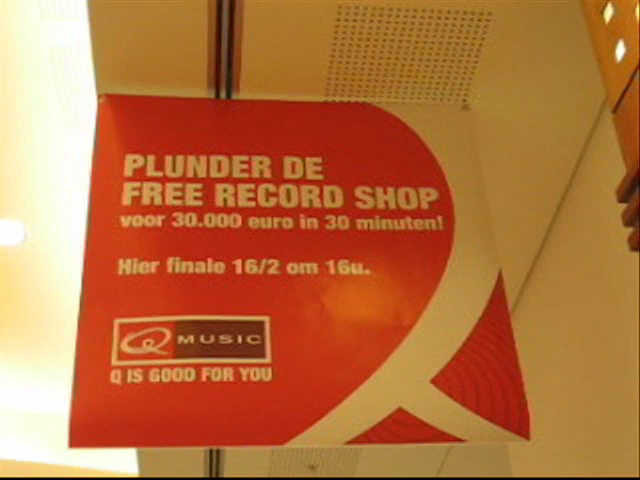 PLUNDER DE
FREE RECORD SHOP
voor 30.000 euro in 30 minuten!
Hier finale 16/2 om 16u.
Q MUSIC
Q IS GOOD FOR YOU